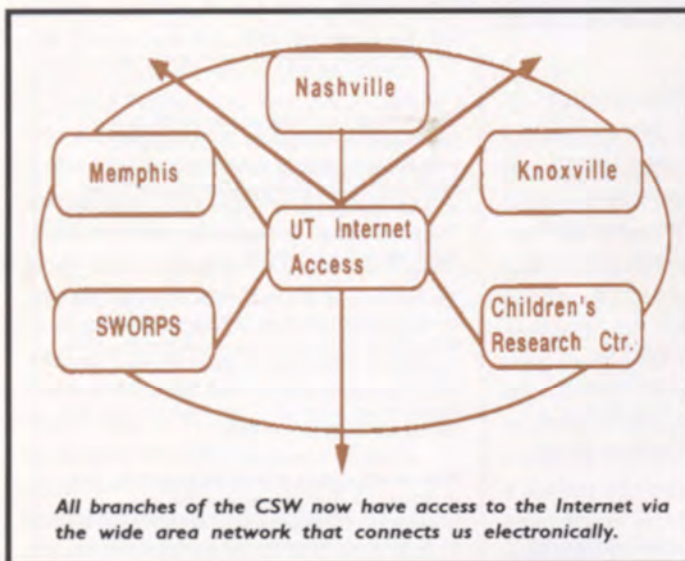 Nashville
Memphis
Knoxville
UT Internet
Access
SWORPS
Children's
Research Ctr.
All branches of the CSW now have access to the Internet via
the wide area network that connects us electronically.